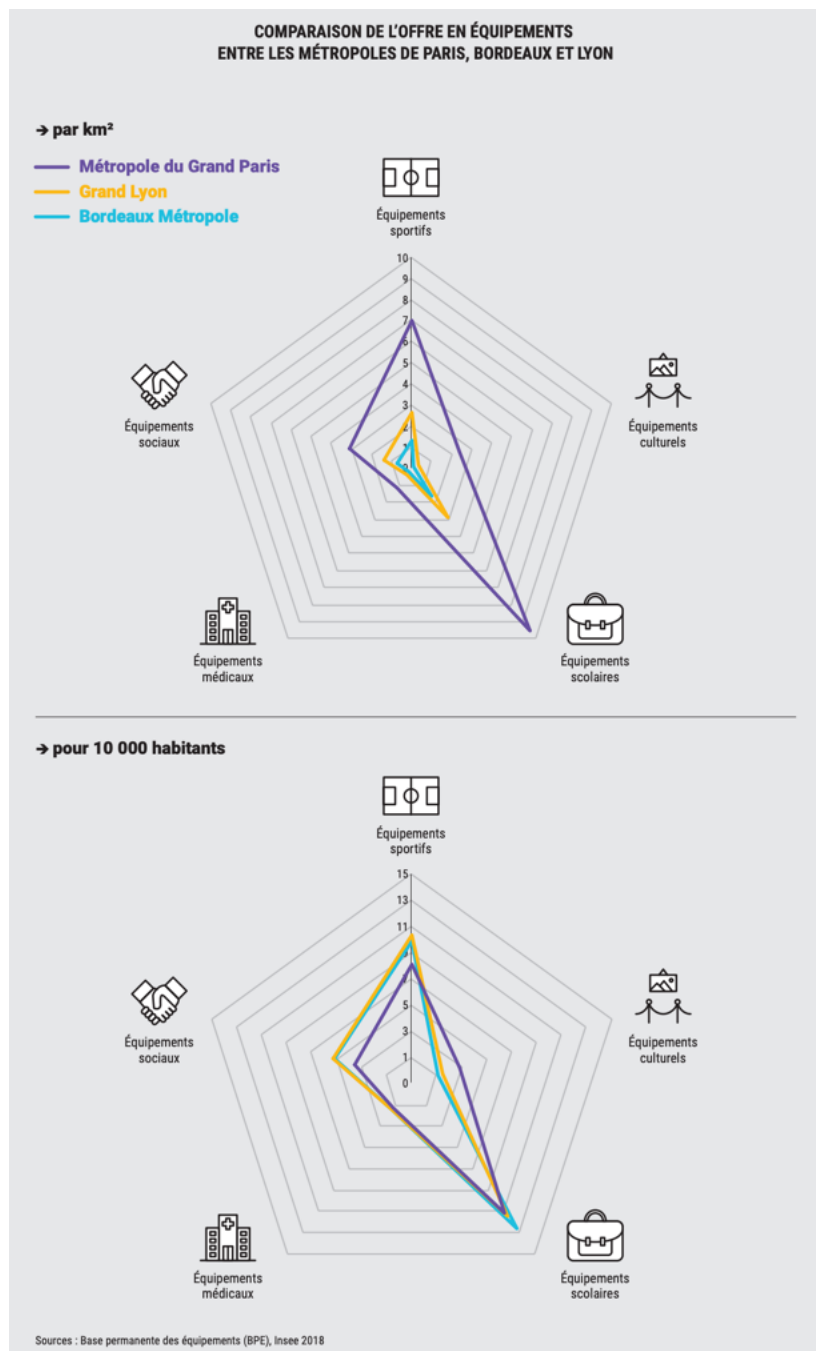 COMPARAISON DE L’OFFRE EN ÉQUIPEMENTS
ENTRE LES MÉTROPOLES DE PARIS, BORDEAUX ET LYON
→ par km²
Métropole du Grand Paris
Grand Lyon
Bordeaux Métropole
Équipements
sportifs
10
9
8
7
6
5
4
3
2
1
0
Équipements
sociaux
Équipements
culturels
Équipements
médicaux
Équipements
scolaires
→ pour 10 000 habitants
Équipements
sportifs
15
13
11
5
3
1
0
Équipements
sociaux
Équipements
culturels
Équipements
médicaux
Équipements
scolaires
Sources : Base permanente des équipements (BPE), Insee 2018